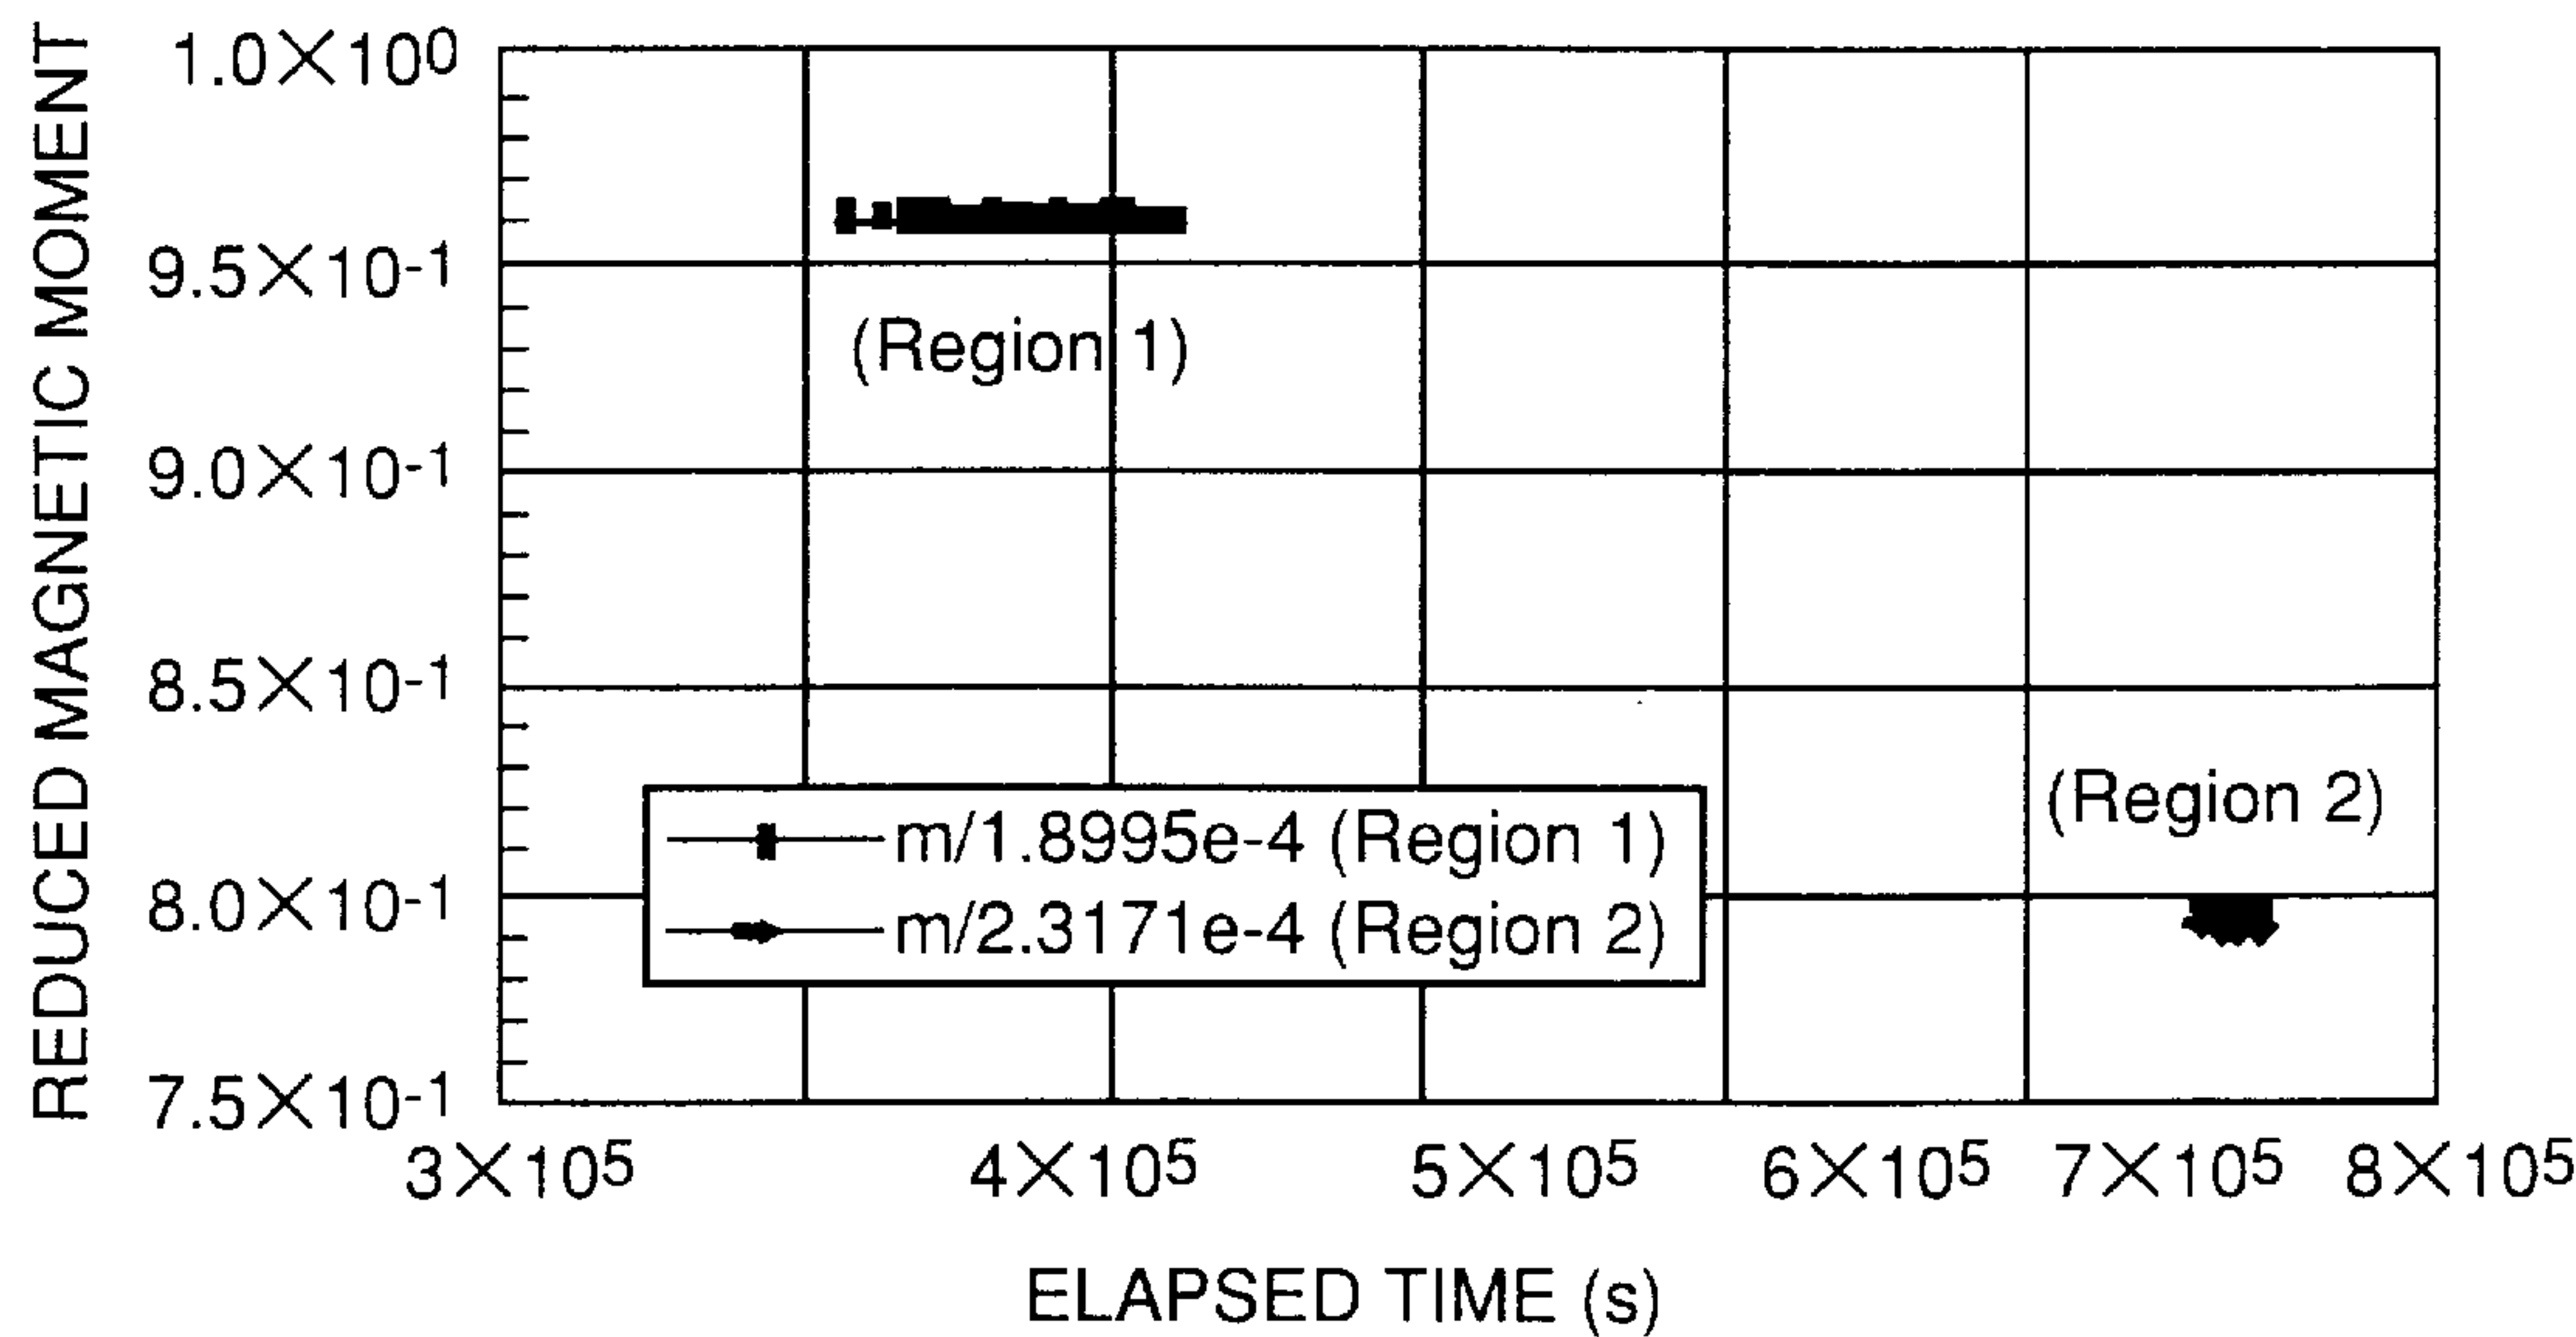 REDUCED MAGNETIC MOMENT
1.0×10⁰
9.5×10⁻¹
9.0×10⁻¹
8.5×10⁻¹
8.0×10⁻¹
7.5×10⁻¹
(Region 1)
(Region 2)
m/1.8995e-4 (Region 1)
m/2.3171e-4 (Region 2)
3×10⁵ 4×10⁵ 5×10⁵ 6×10⁵ 7×10⁵ 8×10⁵
ELAPSED TIME (s)